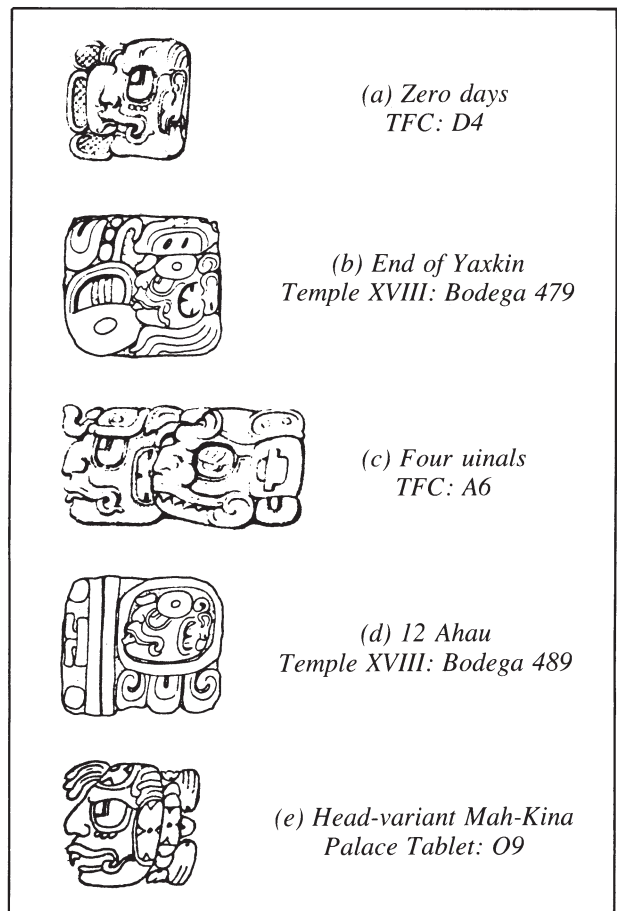 (a) Zero days
TFC: D4
(b) End of Yaxkin
Temple XVIII: Bodega 479
(c) Four uinals
TFC: A6
(d) 12 Ahau
Temple XVIII: Bodega 489
(e) Head-variant Mah-Kina
Palace Tablet: O9